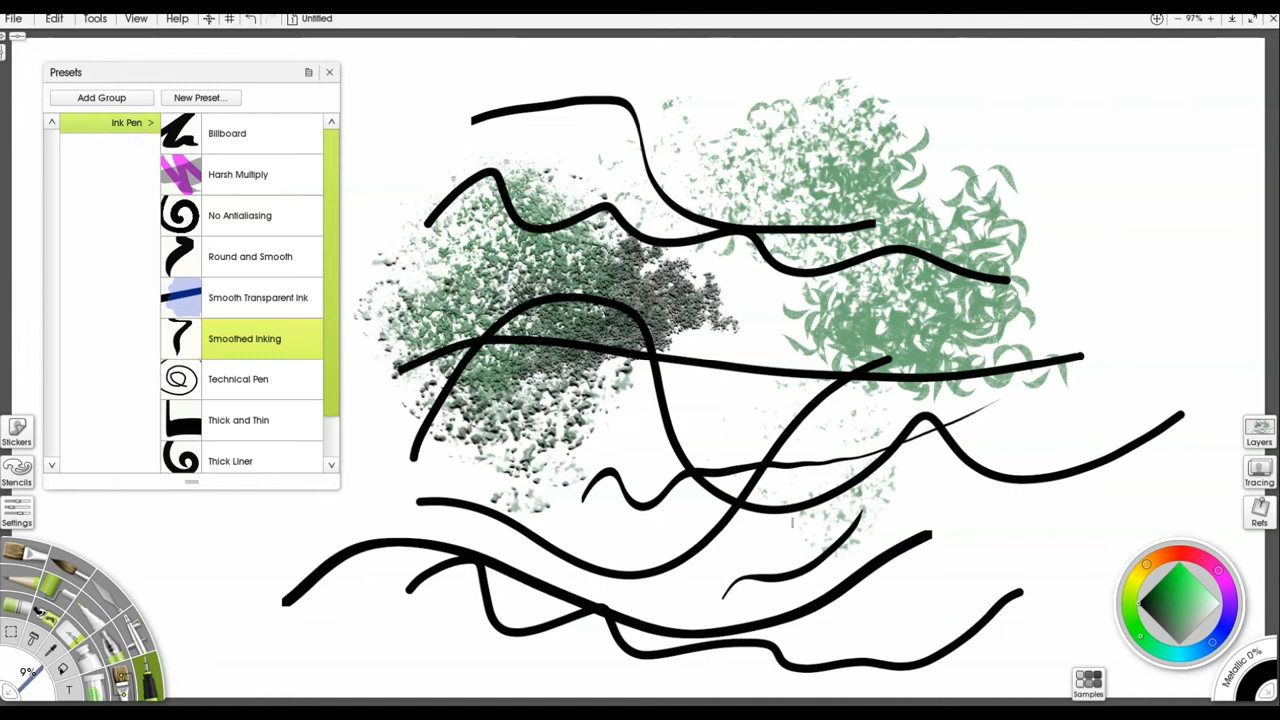 File Edit Tools View Help Untitled 97%
Presets
Add Group New Preset...
Ink Pen >
Billboard
Harsh Multiply
No Antialiasing
Round and Smooth
Smooth Transparent Ink
Smoothed Inking
Technical Pen
Thick and Thin
Thick Liner
Stickers
Stencils
Settings
Layers
Tracing
Refs
9%
T
Samples
Metallic 0%